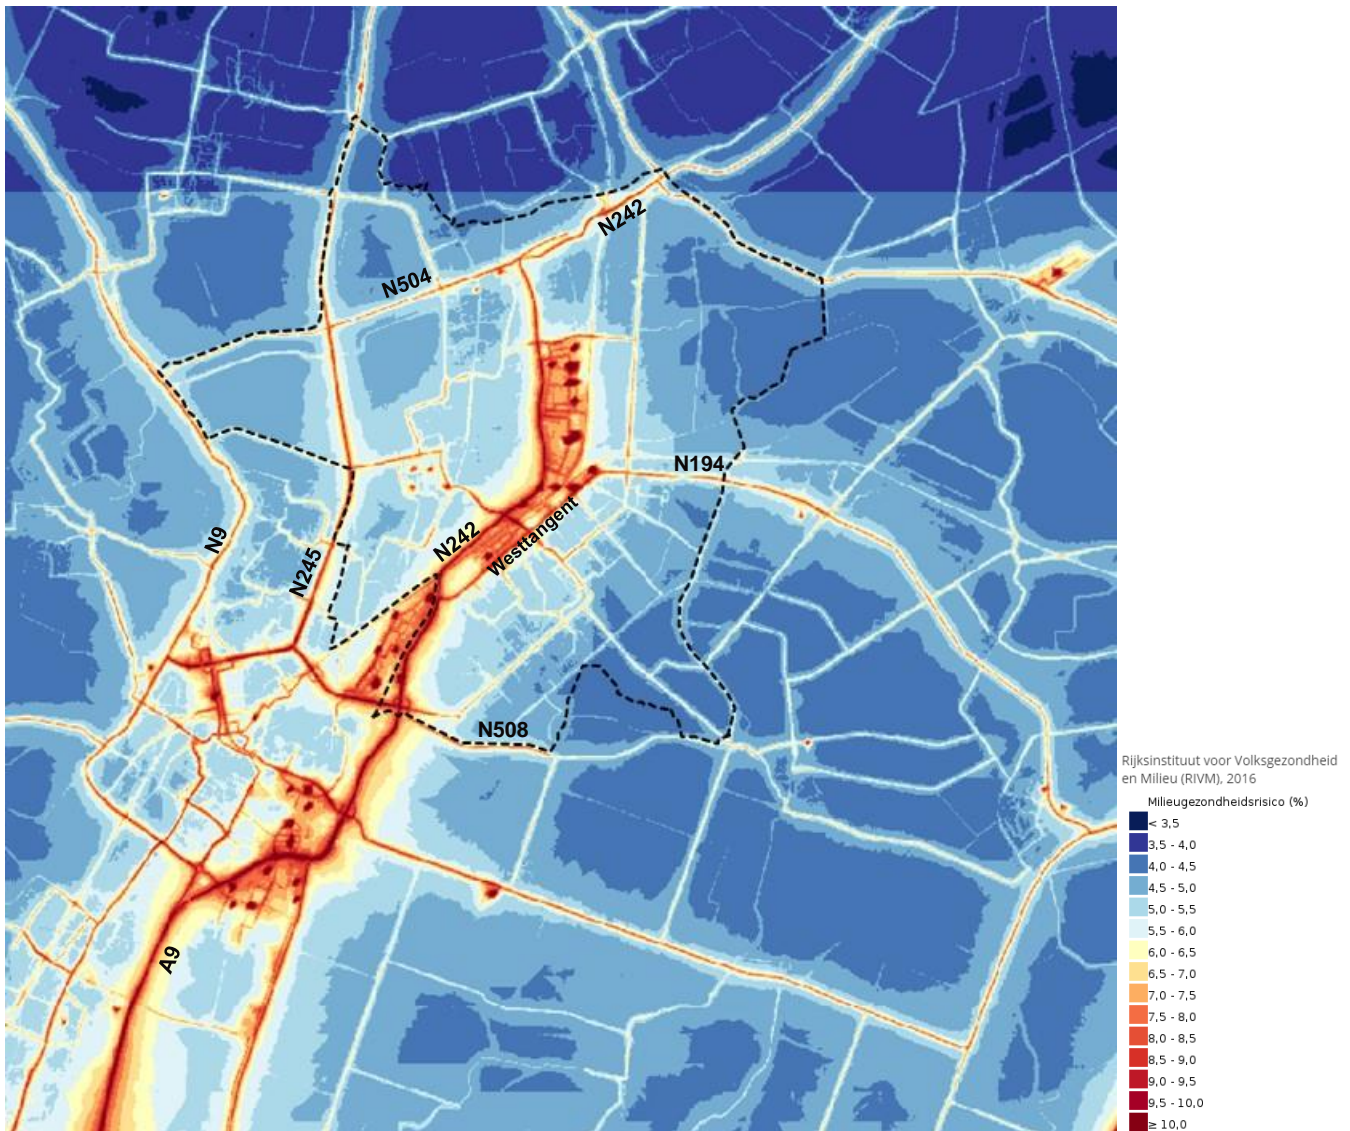 N242
N504
N194
N9
N245
N242
Westtangent
N508
A9
Rijksinstituut voor Volksgezondheid
en Milieu (RIVM), 2016
Milieugezondheidsrisico (%)
< 3,5
3,5 - 4,0
4,0 - 4,5
4,5 - 5,0
5,0 - 5,5
5,5 - 6,0
6,0 - 6,5
6,5 - 7,0
7,0 - 7,5
7,5 - 8,0
8,0 - 8,5
8,5 - 9,0
9,0 - 9,5
9,5 - 10,0
≥ 10,0